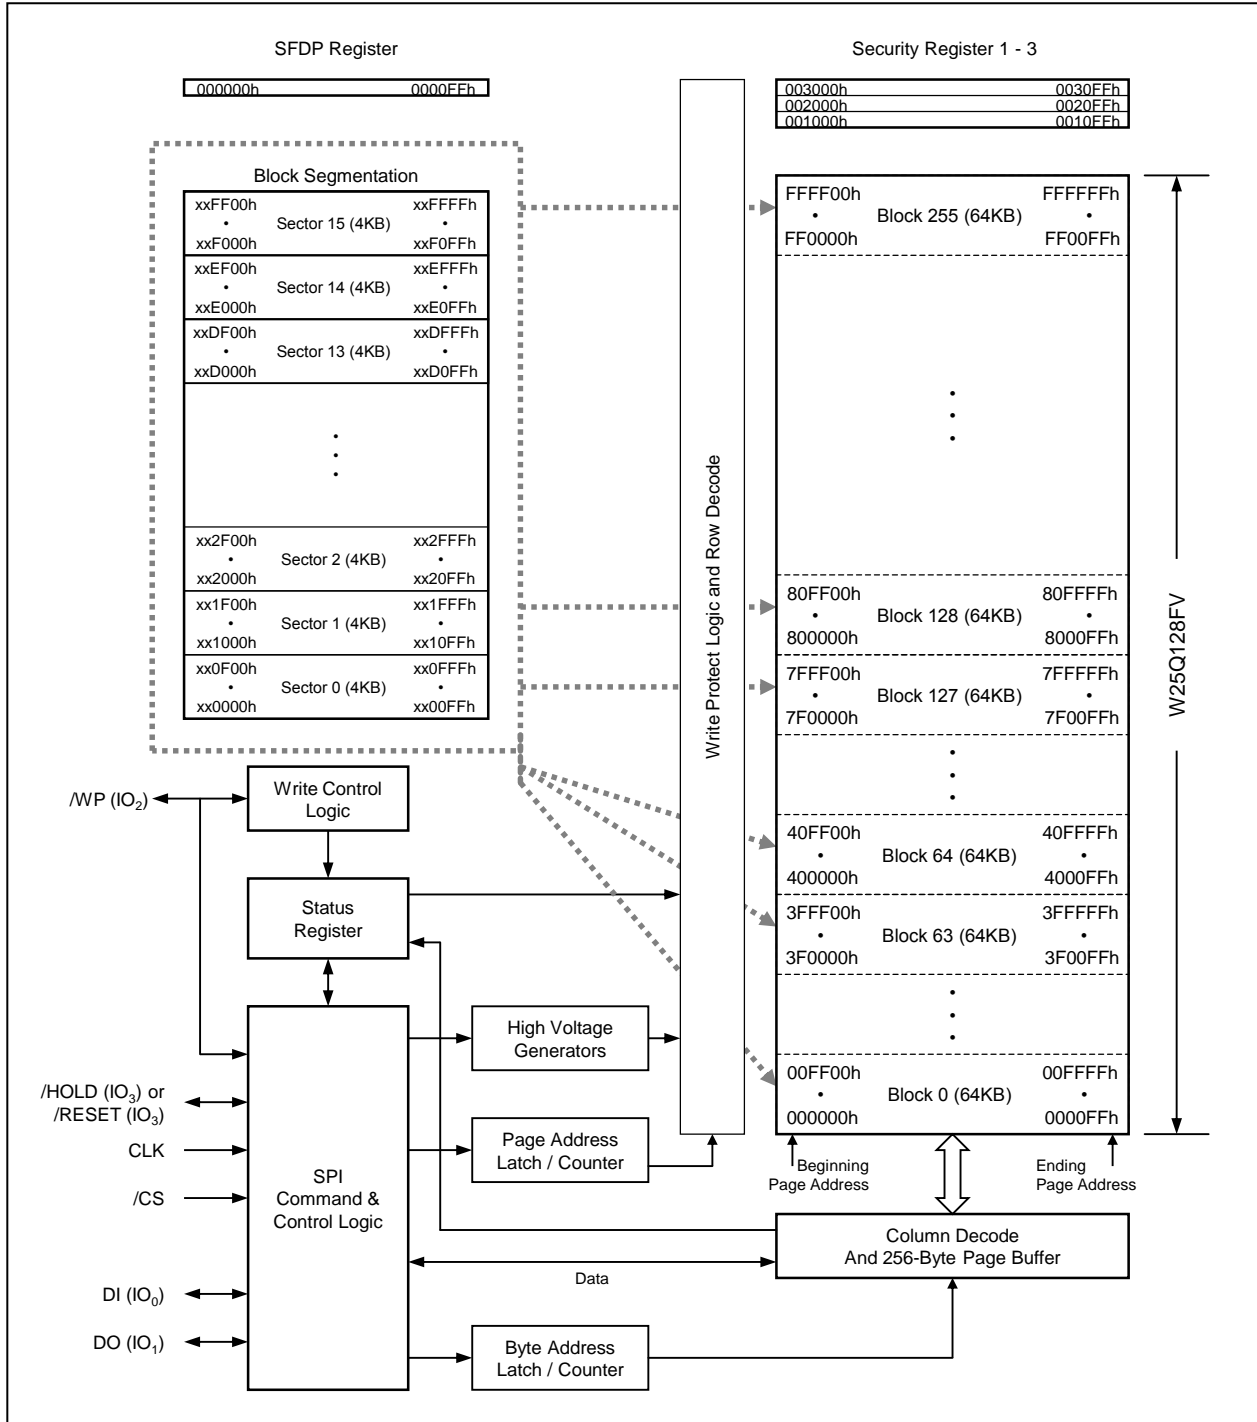 SFDP Register
000000h 0000FFh
Security Register 1 - 3
003000h 0030FFh
002000h 0020FFh
001000h 0010FFh
Block Segmentation
xxFF00h xxFFFFh
• Sector 15 (4KB) •
xxF000h xxF0FFh
xxEF00h xxEFFFh
• Sector 14 (4KB) •
xxE000h xxE0FFh
xxDF00h xxDFFFh
• Sector 13 (4KB) •
xxD000h xxD0FFh
xx2F00h xx2FFFh
• Sector 2 (4KB) •
xx2000h xx20FFh
xx1F00h xx1FFFh
• Sector 1 (4KB) •
xx1000h xx10FFh
xx0F00h xx0FFFh
• Sector 0 (4KB) •
xx0000h xx00FFh
Write Protect Logic and Row Decode
FFFF00h FFFFFFh
• Block 255 (64KB) •
FF0000h FF00FFh
80FF00h 80FFFFh
• Block 128 (64KB) •
800000h 8000FFh
7FFF00h 7FFFFFh
• Block 127 (64KB) •
7F0000h 7F00FFh
40FF00h 40FFFFh
• Block 64 (64KB) •
400000h 4000FFh
3FFF00h 3FFFFFh
• Block 63 (64KB) •
3F0000h 3F00FFh
00FF00h 00FFFFh
• Block 0 (64KB) •
000000h 0000FFh
W25Q128FV
Beginning
Page Address
Ending
Page Address
/WP (IO₂)
Write Control
Logic
Status
Register
/HOLD (IO₃) or
/RESET (IO₃)
CLK
/CS
DI (IO₀)
DO (IO₁)
SPI
Command &
Control Logic
High Voltage
Generators
Page Address
Latch / Counter
Column Decode
And 256-Byte Page Buffer
Data
Byte Address
Latch / Counter